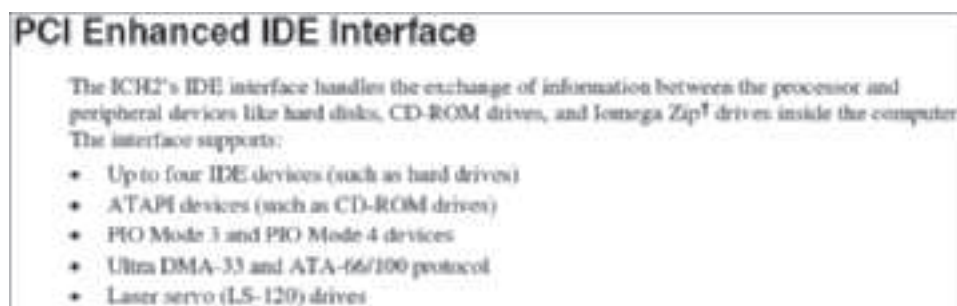 PCI Enhanced IDE Interface
The ICH2's IDE interface handles the exchange of information between the processor and
peripheral devices like hard disks, CD-ROM drives, and Iomega Zip† drives inside the computer
The interface supports:
• Up to four IDE devices (such as hard drives)
• ATAPI devices (such as CD-ROM drives)
• PIO Mode 3 and PIO Mode 4 devices
• Ultra DMA-33 and ATA-66/100 protocol
• Laser servo (LS-120) drives